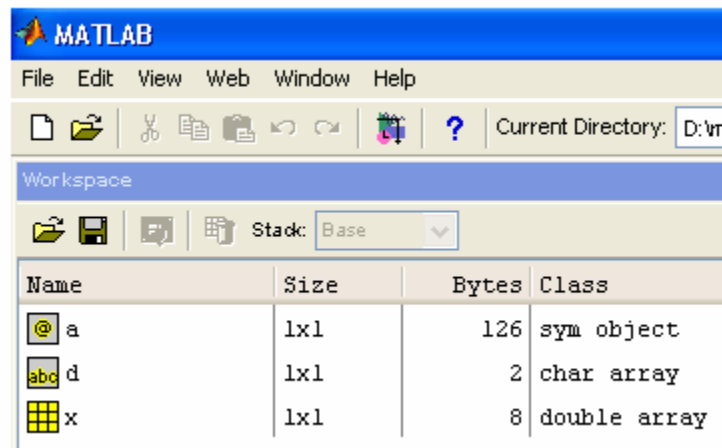 MATLAB
File Edit View Web Window Help
? Current Directory: D:\m
Workspace
Stack: Base
Name Size Bytes Class
@ a 1x1 126 sym object
abc d 1x1 2 char array
x 1x1 8 double array